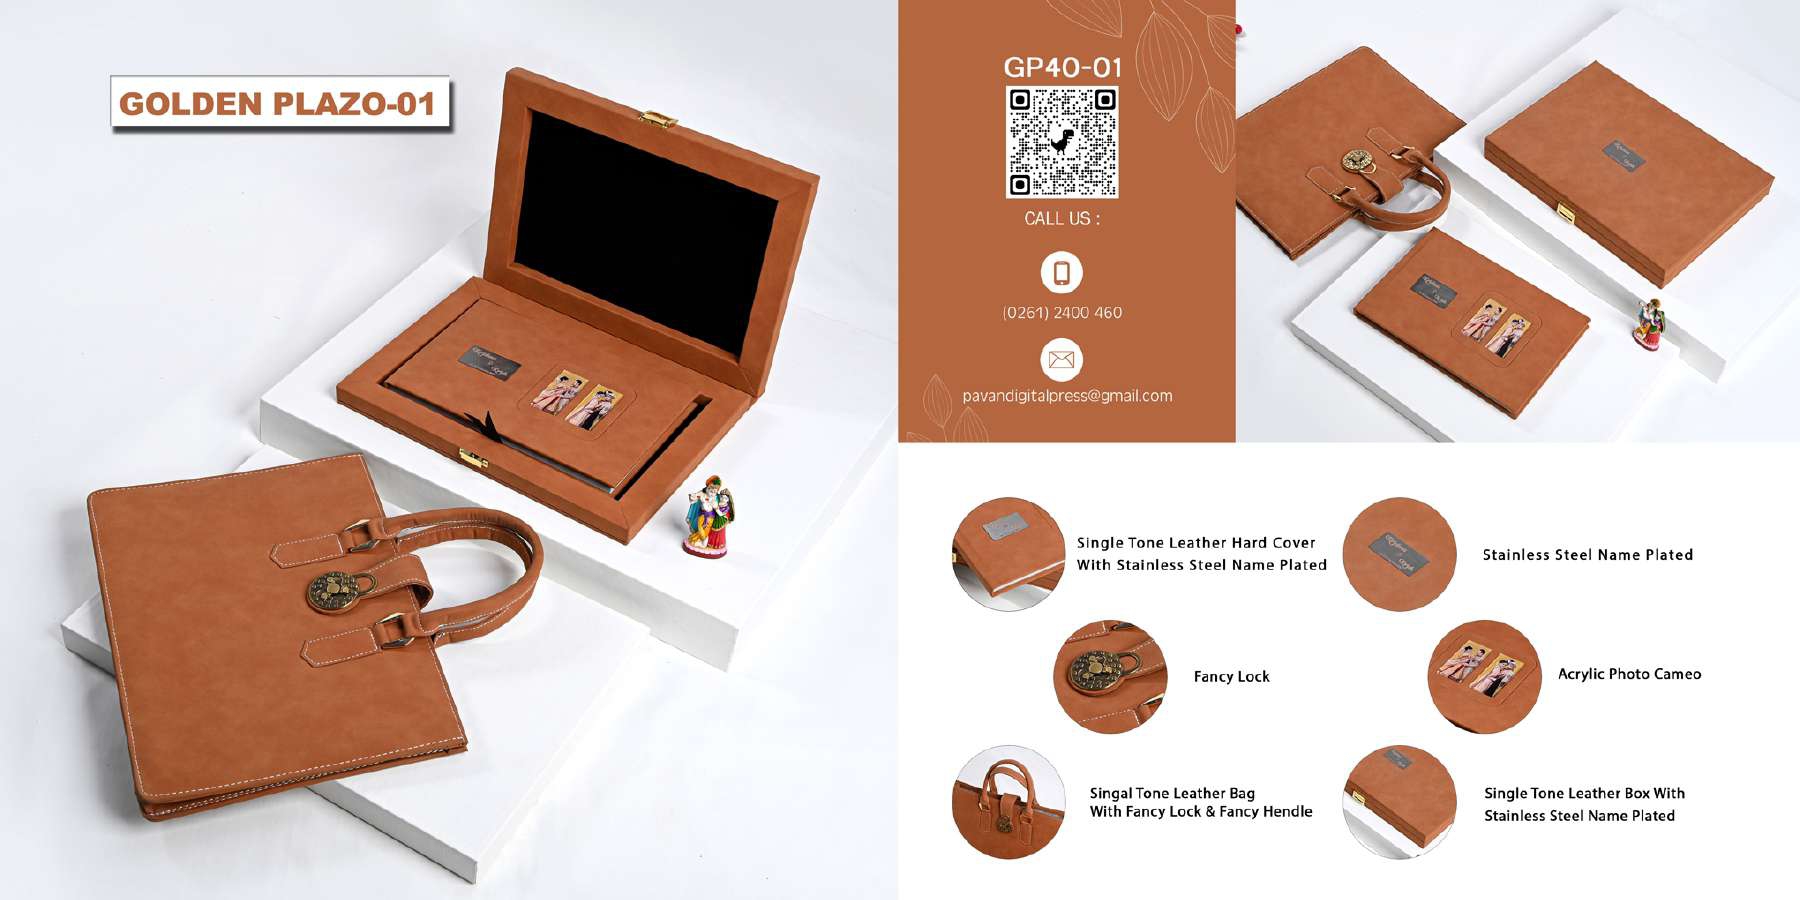 GOLDEN PLAZO-01
GP40-01
CALL US :
(0261) 2400 460
pavandigitalpress@gmail.com
Single Tone Leather Hard Cover
With Stainless Steel Name Plated
Stainless Steel Name Plated
Fancy Lock
Acrylic Photo Cameo
Singal Tone Leather Bag
With Fancy Lock & Fancy Hendle
Single Tone Leather Box With
Stainless Steel Name Plated